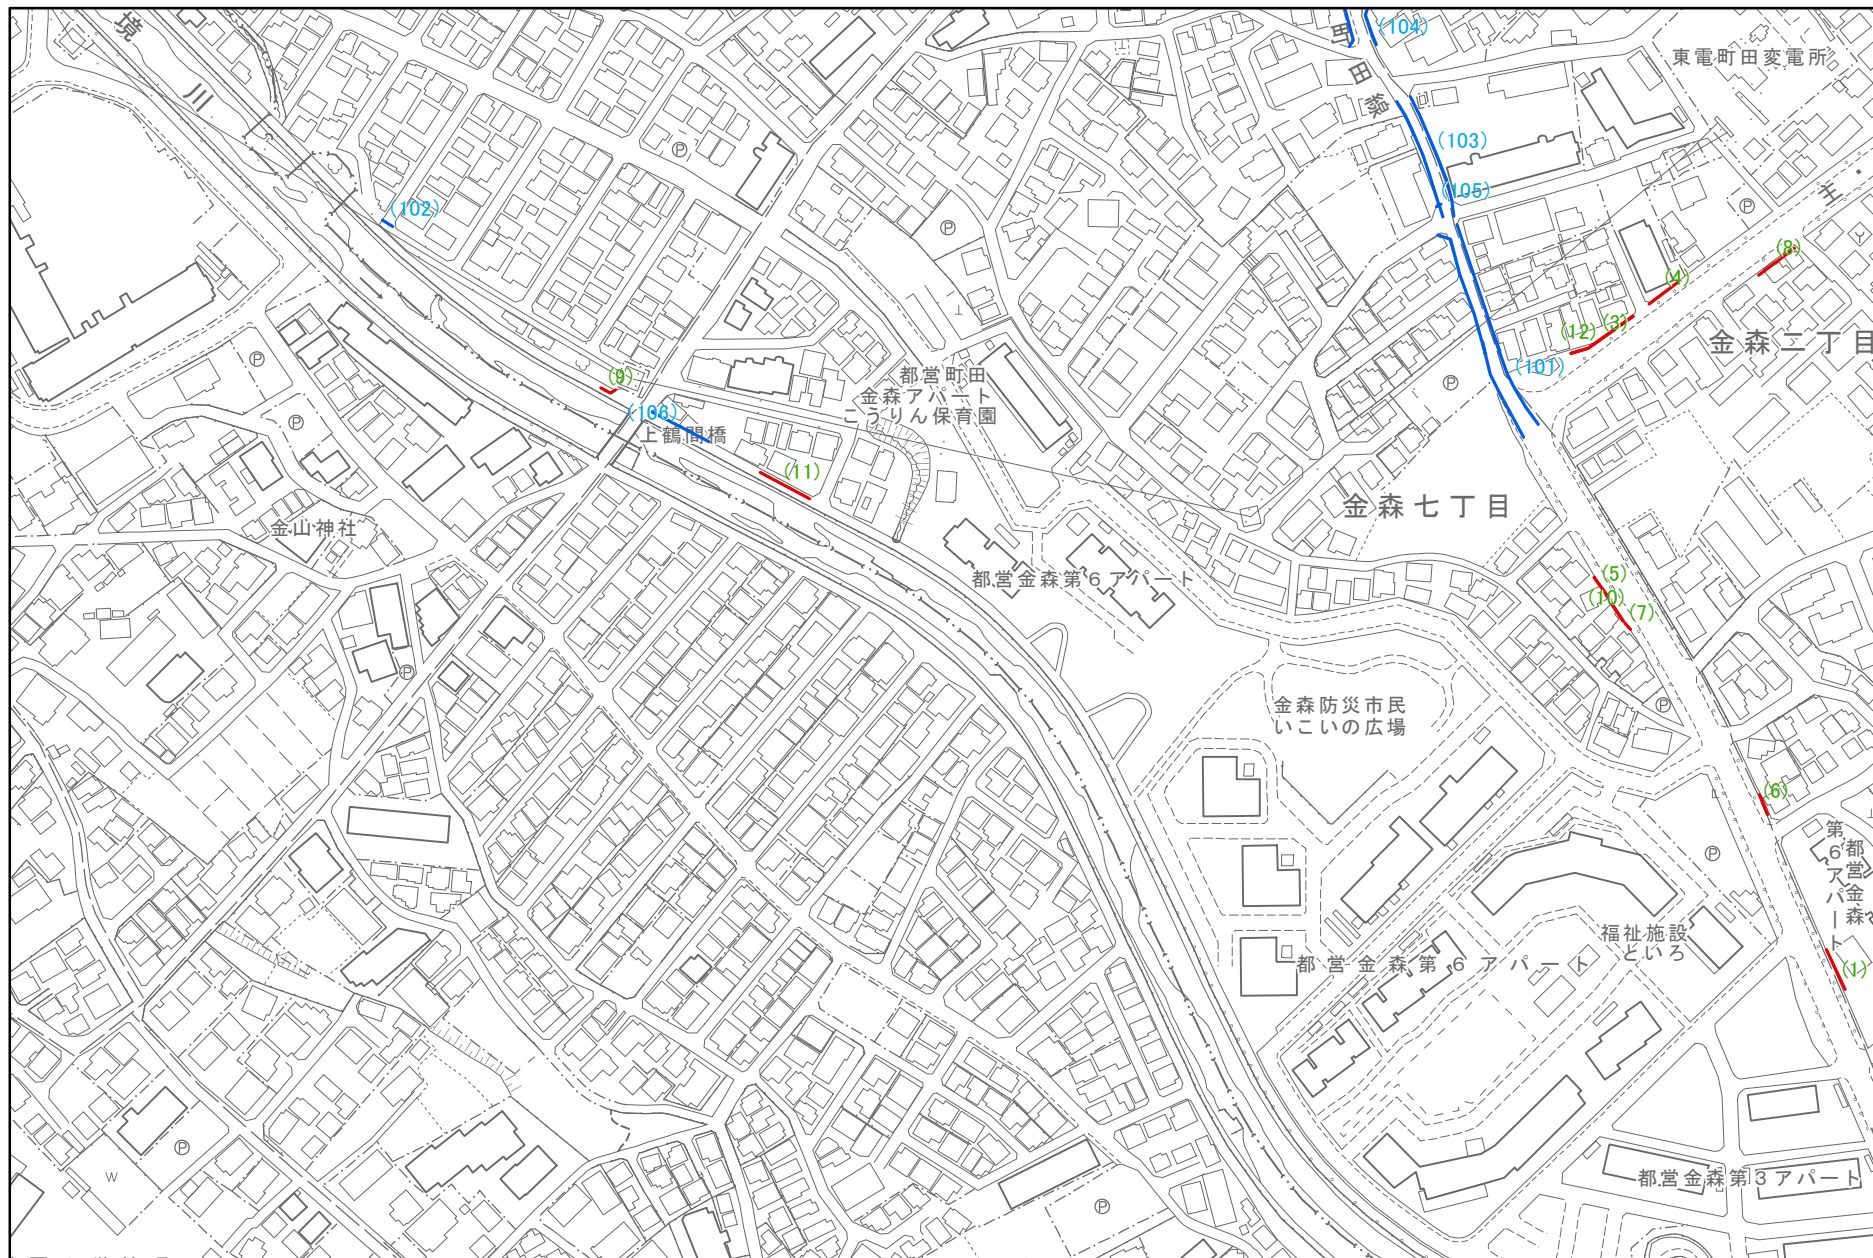 境
川
町
田
線
(104)
東電町田変電所
(103)
(105)
(102)
主
(8)
(4)
(12)
(3)
金森二丁目
(101)
(9)
都営町田
金森アパート
こうりん保育園
(106)
上鶴間橋
(11)
金森七丁目
金山神社
都営金森第6アパート
(5)
(10)
(7)
金森防災市民
いこいの広場
(6)
都営金森
第6アパート
福祉施設
といろ
都営金森第6アパート
(1)
都営金森第3アパート